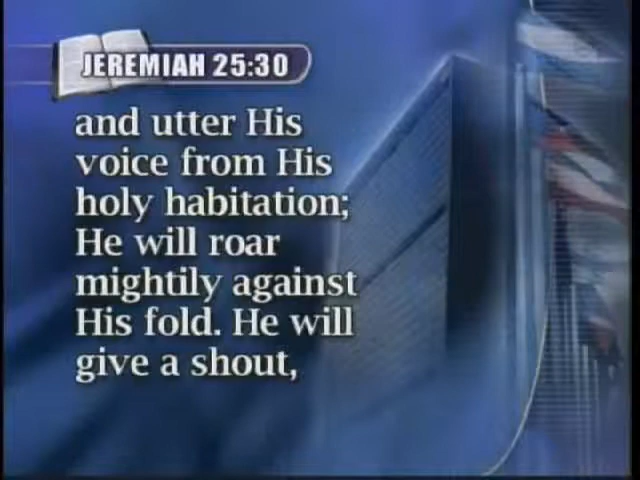 JEREMIAH 25:30
and utter His
voice from His
holy habitation;
He will roar
mightily against
His fold. He will
give a shout,